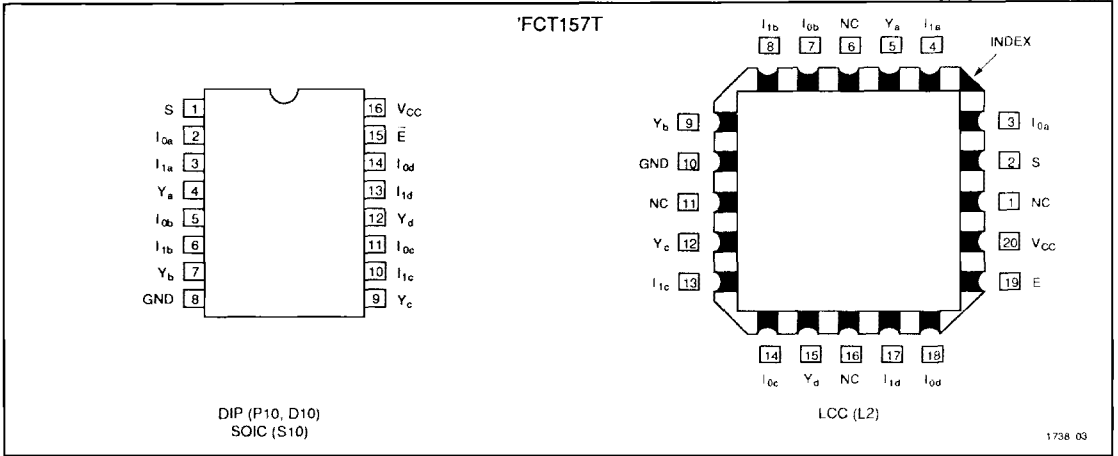 'FCT157T
S 1
I0a 2
I1a 3
Ya 4
I0b 5
I1b 6
Yb 7
GND 8
16 VCC
15 Ē
14 I0d
13 I1d
12 Yd
11 I0c
10 I1c
9 Yc
DIP (P10, D10)
SOIC (S10)
I1b I0b NC Ya I1a
8 7 6 5 4
INDEX
Yb 9
GND 10
NC 11
Yc 12
I1c 13
3 I0a
2 S
1 NC
20 VCC
19 E
14 15 16 17 18
I0c Yd NC I1d I0d
LCC (L2)
1738 03